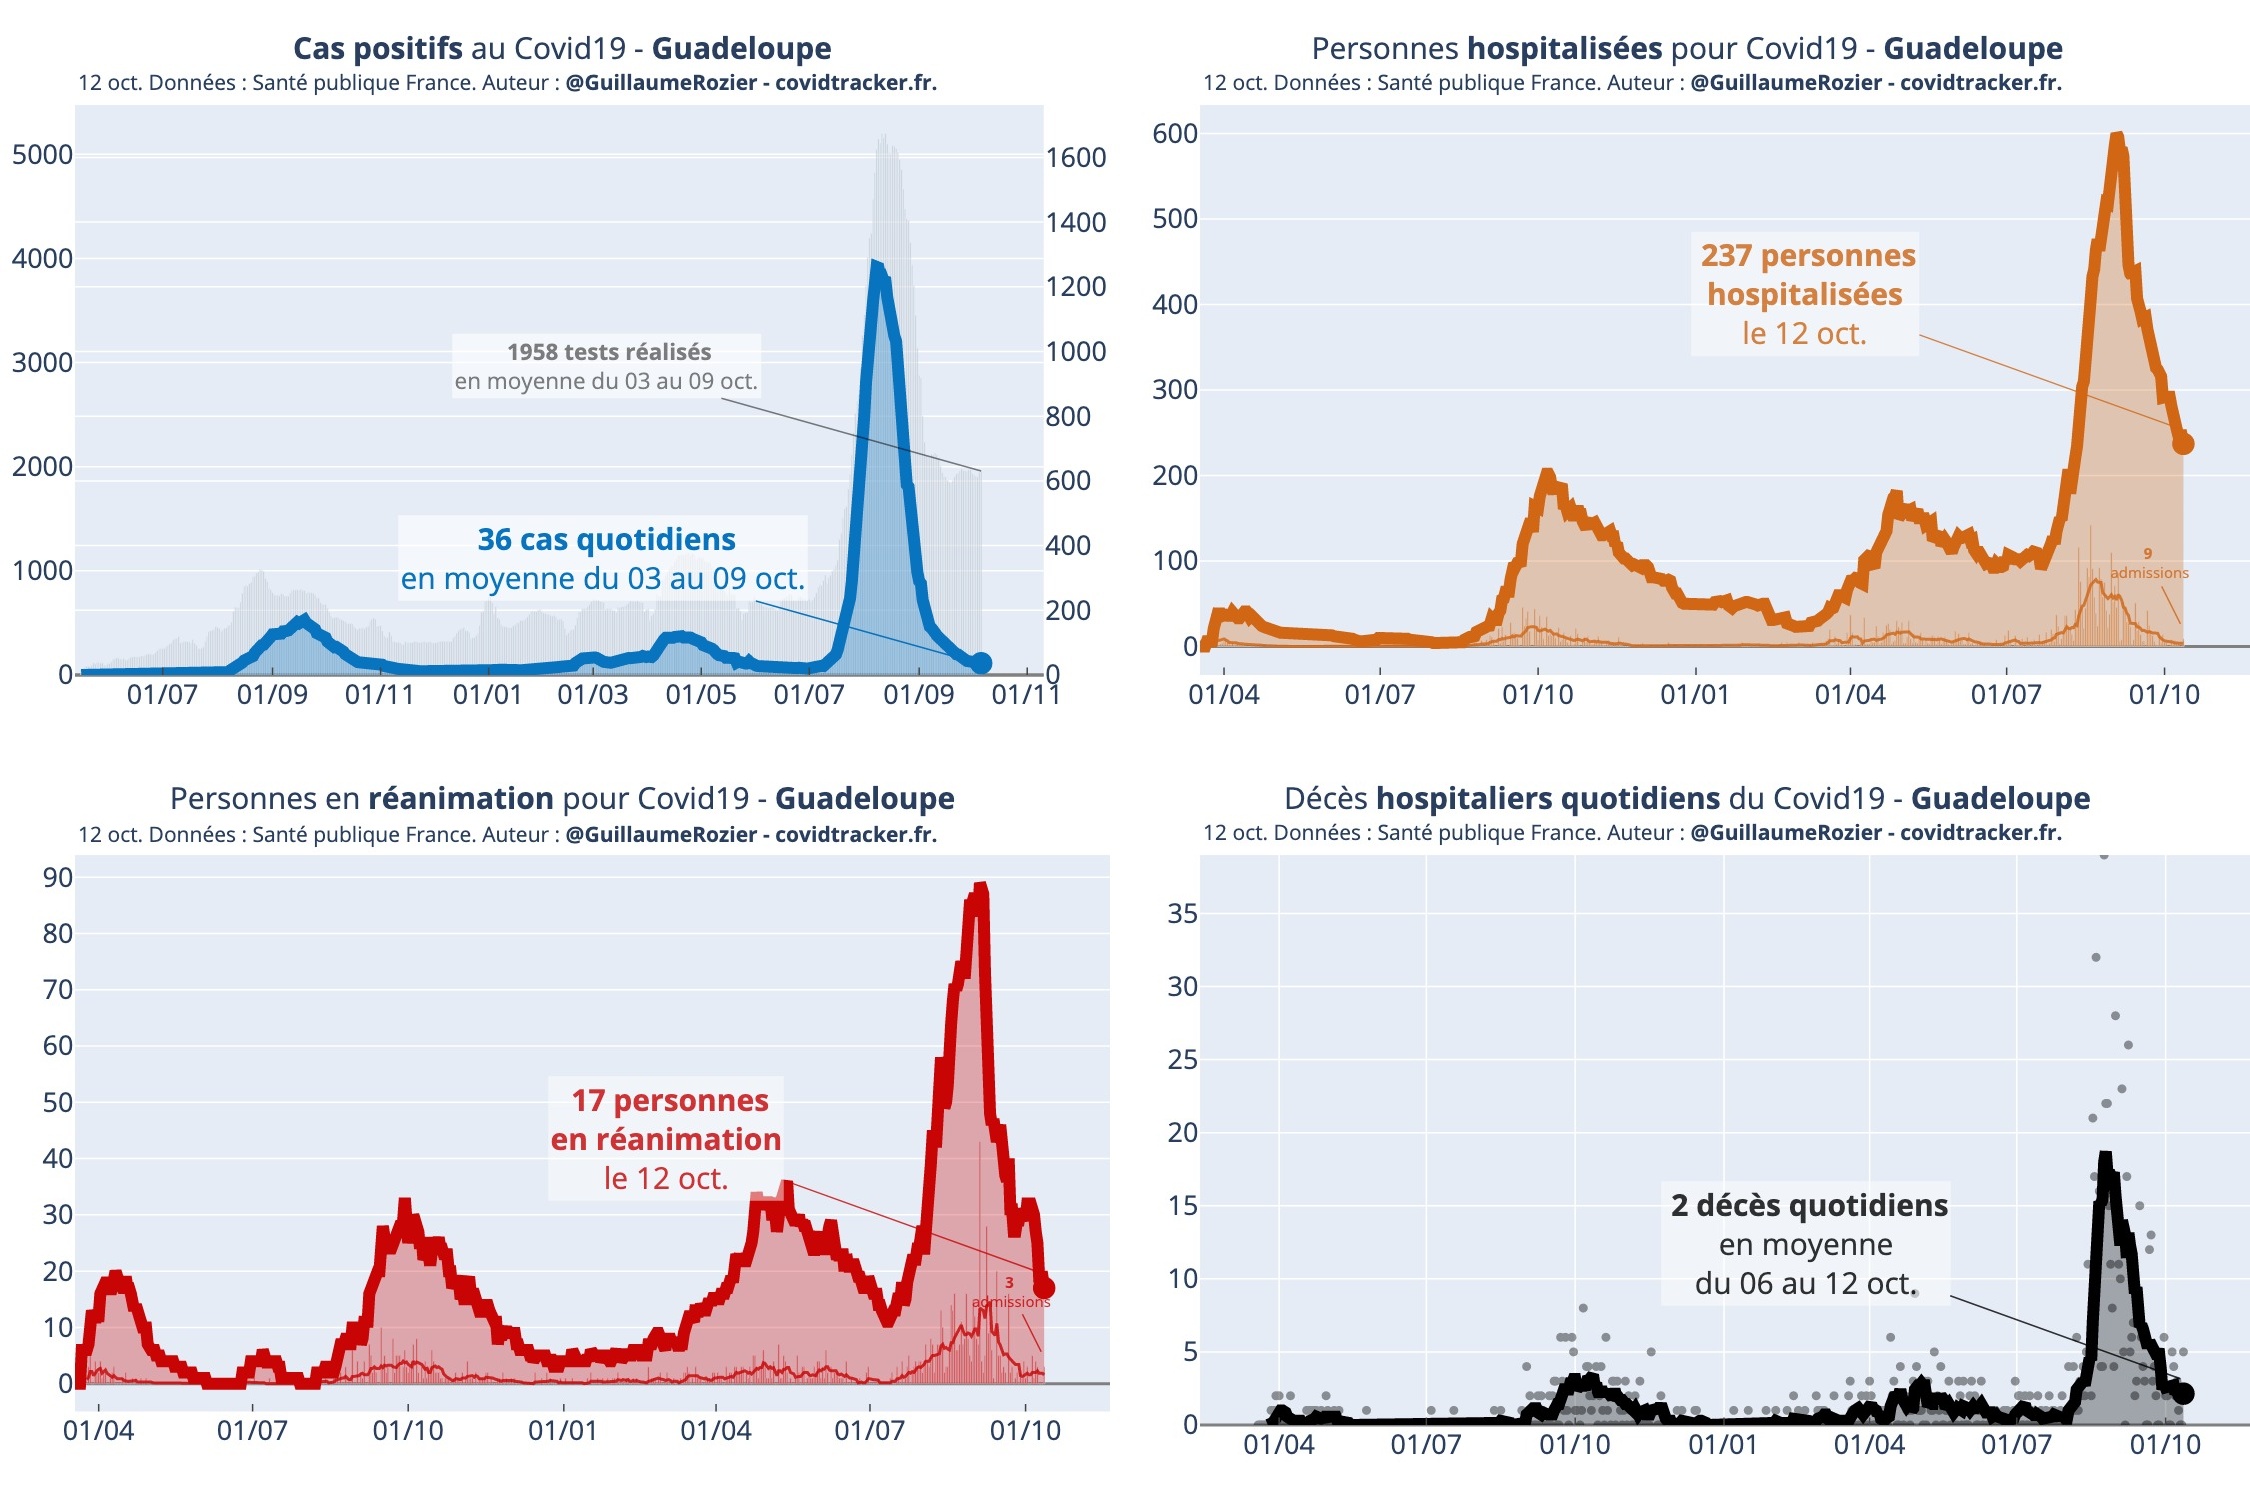 Cas positifs au Covid19 - Guadeloupe
12 oct. Données : Santé publique France. Auteur : @GuillaumeRozier - covidtracker.fr.
5000
4000
3000
2000
1000
0
1600
1400
1200
1000
800
600
400
200
0
1958 tests réalisés
en moyenne du 03 au 09 oct.
36 cas quotidiens
en moyenne du 03 au 09 oct.
01/07 01/09 01/11 01/01 01/03 01/05 01/07 01/09 01/11
Personnes hospitalisées pour Covid19 - Guadeloupe
12 oct. Données : Santé publique France. Auteur : @GuillaumeRozier - covidtracker.fr.
600
500
400
300
200
100
0
237 personnes
hospitalisées
le 12 oct.
9
admissions
01/04 01/07 01/10 01/01 01/04 01/07 01/10
Personnes en réanimation pour Covid19 - Guadeloupe
12 oct. Données : Santé publique France. Auteur : @GuillaumeRozier - covidtracker.fr.
90
80
70
60
50
40
30
20
10
0
17 personnes
en réanimation
le 12 oct.
3
admissions
01/04 01/07 01/10 01/01 01/04 01/07 01/10
Décès hospitaliers quotidiens du Covid19 - Guadeloupe
12 oct. Données : Santé publique France. Auteur : @GuillaumeRozier - covidtracker.fr.
35
30
25
20
15
10
5
0
2 décès quotidiens
en moyenne
du 06 au 12 oct.
01/04 01/07 01/10 01/01 01/04 01/07 01/10